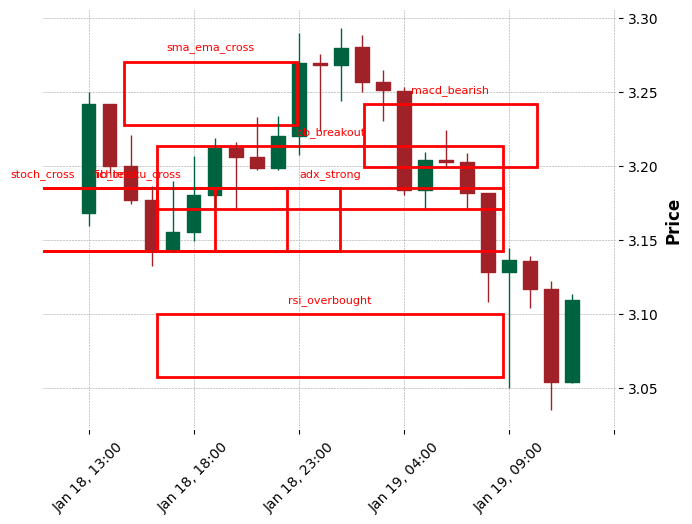 3.30
sma_ema_cross
3.25
macd_bearish
b_breakout
3.20
stoch_cross
adx_strong
3.15
Price
rsi_overbought
3.10
3.05
Jan 18, 13:00
Jan 18, 18:00
Jan 18, 23:00
Jan 19, 04:00
Jan 19, 09:00